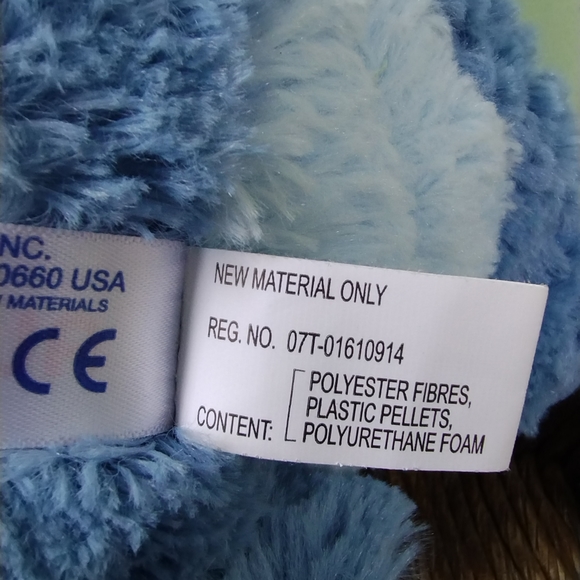 NC.
0660 USA
MATERIALS
CE
NEW MATERIAL ONLY
REG. NO. 07T-01610914
CONTENT: POLYESTER FIBRES,
PLASTIC PELLETS,
POLYURETHANE FOAM